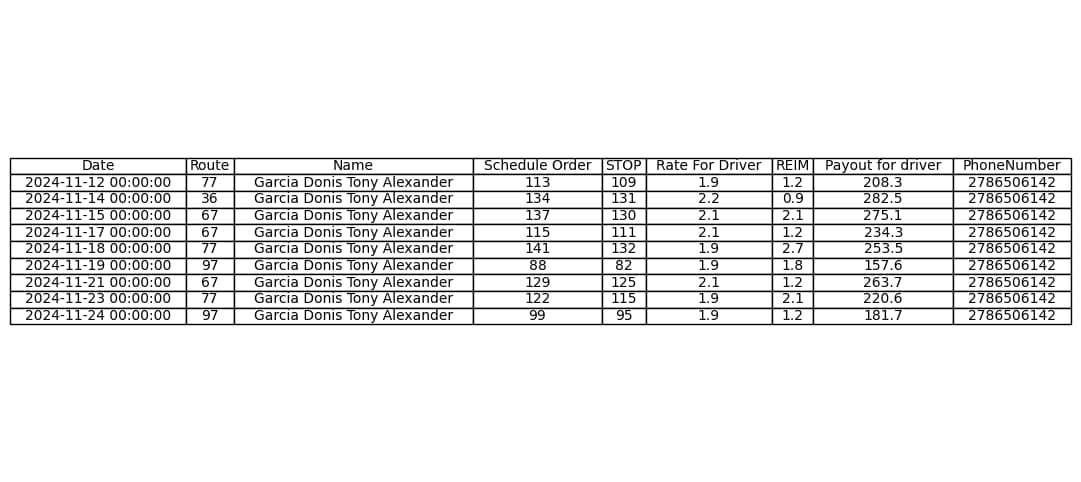 Date Route Name Schedule Order STOP Rate For Driver REIM Payout for driver PhoneNumber
2024-11-12 00:00:00 77 Garcia Donis Tony Alexander 113 109 1.9 1.2 208.3 2786506142
2024-11-14 00:00:00 36 Garcia Donis Tony Alexander 134 131 2.2 0.9 282.5 2786506142
2024-11-15 00:00:00 67 Garcia Donis Tony Alexander 137 130 2.1 2.1 275.1 2786506142
2024-11-17 00:00:00 67 Garcia Donis Tony Alexander 115 111 2.1 1.2 234.3 2786506142
2024-11-18 00:00:00 77 Garcia Donis Tony Alexander 141 132 1.9 2.7 253.5 2786506142
2024-11-19 00:00:00 97 Garcia Donis Tony Alexander 88 82 1.9 1.8 157.6 2786506142
2024-11-21 00:00:00 67 Garcia Donis Tony Alexander 129 125 2.1 1.2 263.7 2786506142
2024-11-23 00:00:00 77 Garcia Donis Tony Alexander 122 115 1.9 2.1 220.6 2786506142
2024-11-24 00:00:00 97 Garcia Donis Tony Alexander 99 95 1.9 1.2 181.7 2786506142